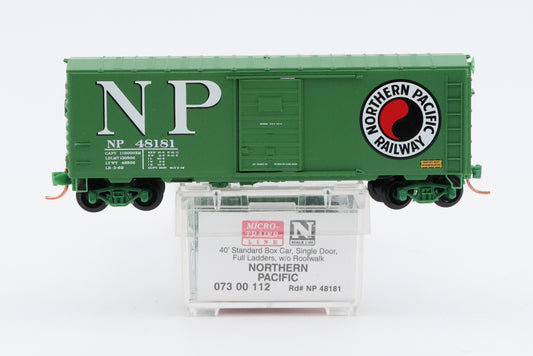 NP
NP 48181
NORTHERN PACIFIC
RAILWAY
MICRO-
TRAINS
LINE
N
40' Standard Box Car, Single Door,
Full Ladders, w/o Roofwalk
NORTHERN
PACIFIC
073 00 112 Rd# NP 48181